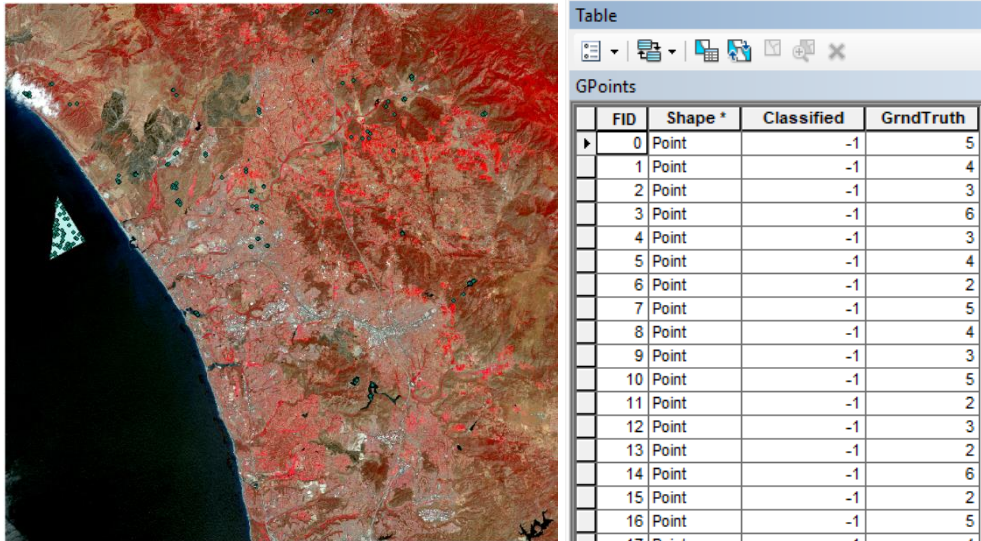 Table
GPoints
FID Shape * Classified GrndTruth
0 Point -1 5
1 Point -1 4
2 Point -1 3
3 Point -1 6
4 Point -1 3
5 Point -1 4
6 Point -1 2
7 Point -1 5
8 Point -1 4
9 Point -1 3
10 Point -1 5
11 Point -1 2
12 Point -1 3
13 Point -1 2
14 Point -1 6
15 Point -1 2
16 Point -1 5